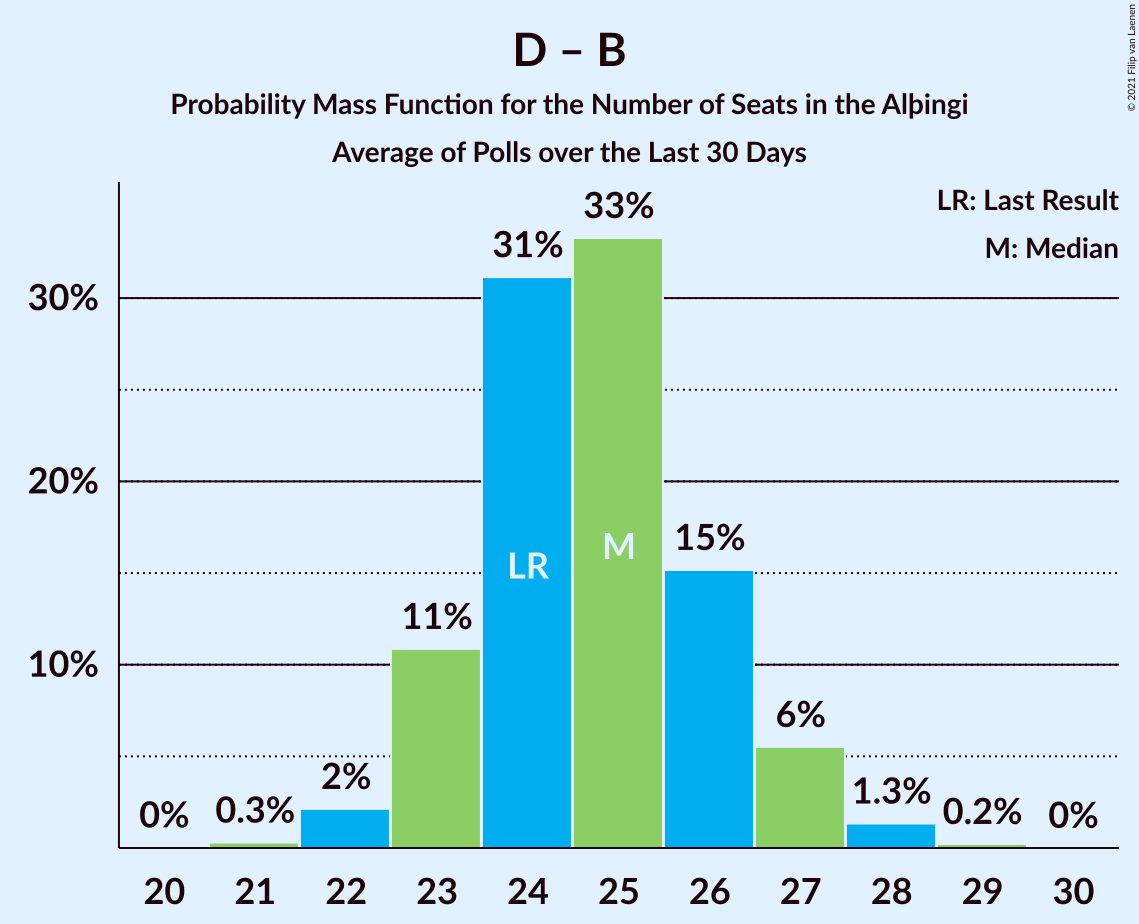 D – B
Probability Mass Function for the Number of Seats in the Alþingi
Average of Polls over the Last 30 Days
© 2021 Filip van Laenen
LR: Last Result
M: Median
30%
20%
10%
0%
0.3%
2%
11%
31%
33%
15%
6%
1.3%
0.2%
0%
LR
M
20 21 22 23 24 25 26 27 28 29 30